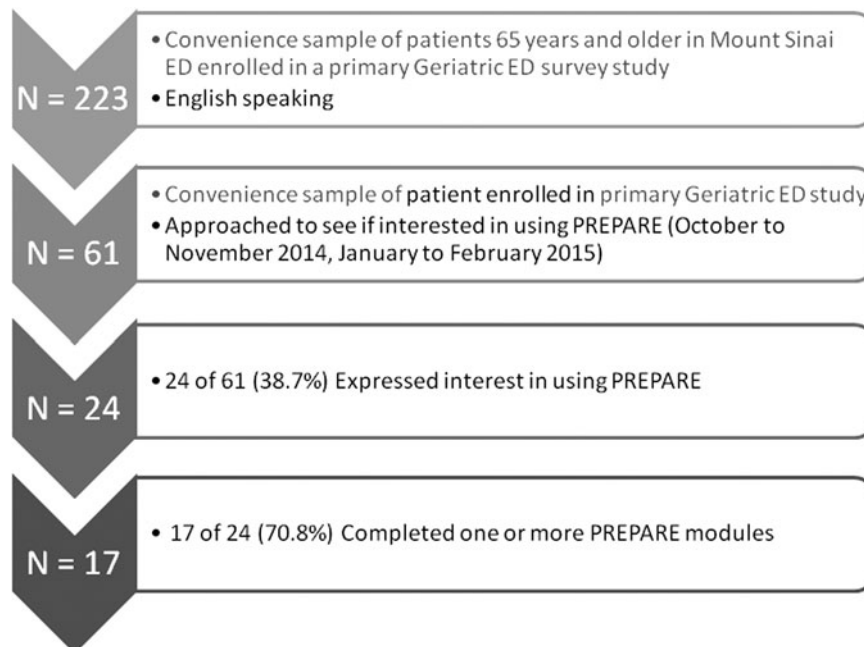 N = 223
•Convenience sample of patients 65 years and older in Mount Sinai
ED enrolled in a primary Geriatric ED survey study
•English speaking
N = 61
•Convenience sample of patient enrolled in primary Geriatric ED study
•Approached to see if interested in using PREPARE (October to
November 2014, January to February 2015)
N = 24
•24 of 61 (38.7%) Expressed interest in using PREPARE
N = 17
• 17 of 24 (70.8%) Completed one or more PREPARE modules